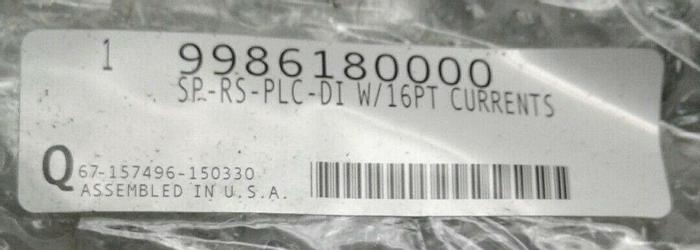 1 9986180000
SP-RS-PLC-DI W/16PT CURRENTS
Q 67-157496-150330
ASSEMBLED IN U.S.A.